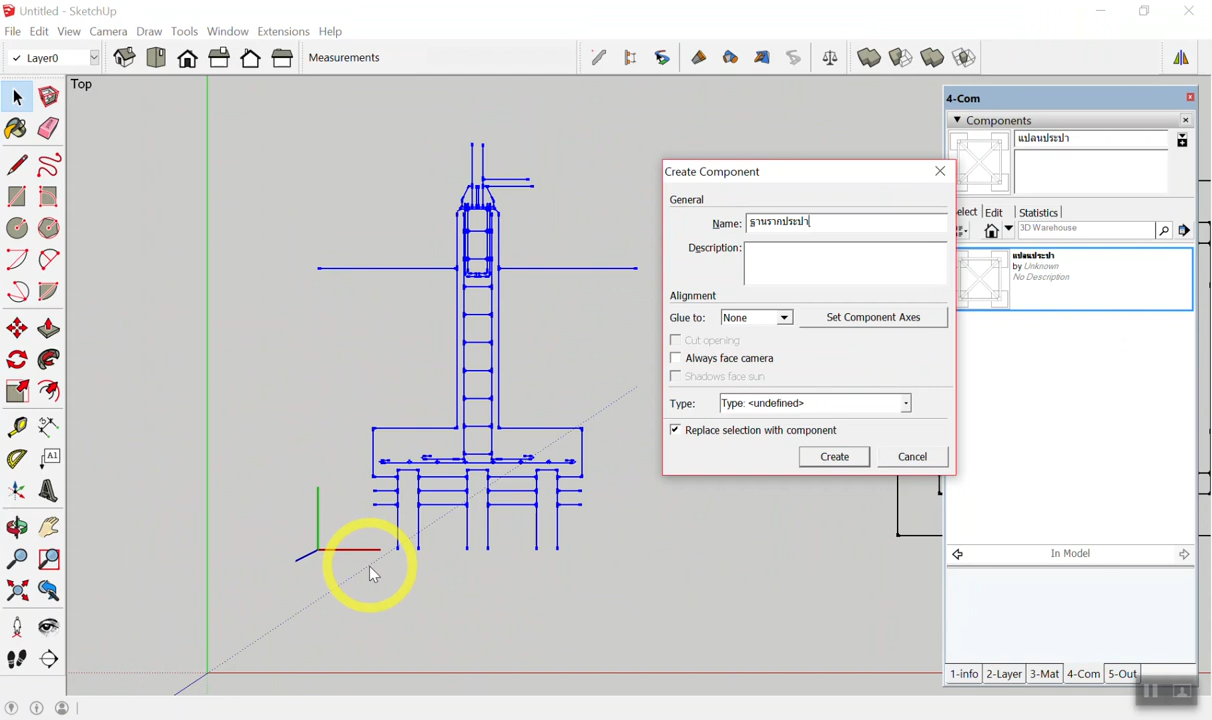 Untitled - SketchUp
File Edit View Camera Draw Tools Window Extensions Help
Layer0
Measurements
Top
4-Com
Components
แปลนประปา
Select Edit Statistics
3D Warehouse
แปลนประปา
by Unknown
No Description
Create Component
General
Name: ฐานรากประปา
Description:
Alignment
Glue to: None Set Component Axes
Cut opening
Always face camera
Shadows face sun
Type: Type: <undefined>
Replace selection with component
Create Cancel
A1
In Model
1-info 2-Layer 3-Mat 4-Com 5-Out